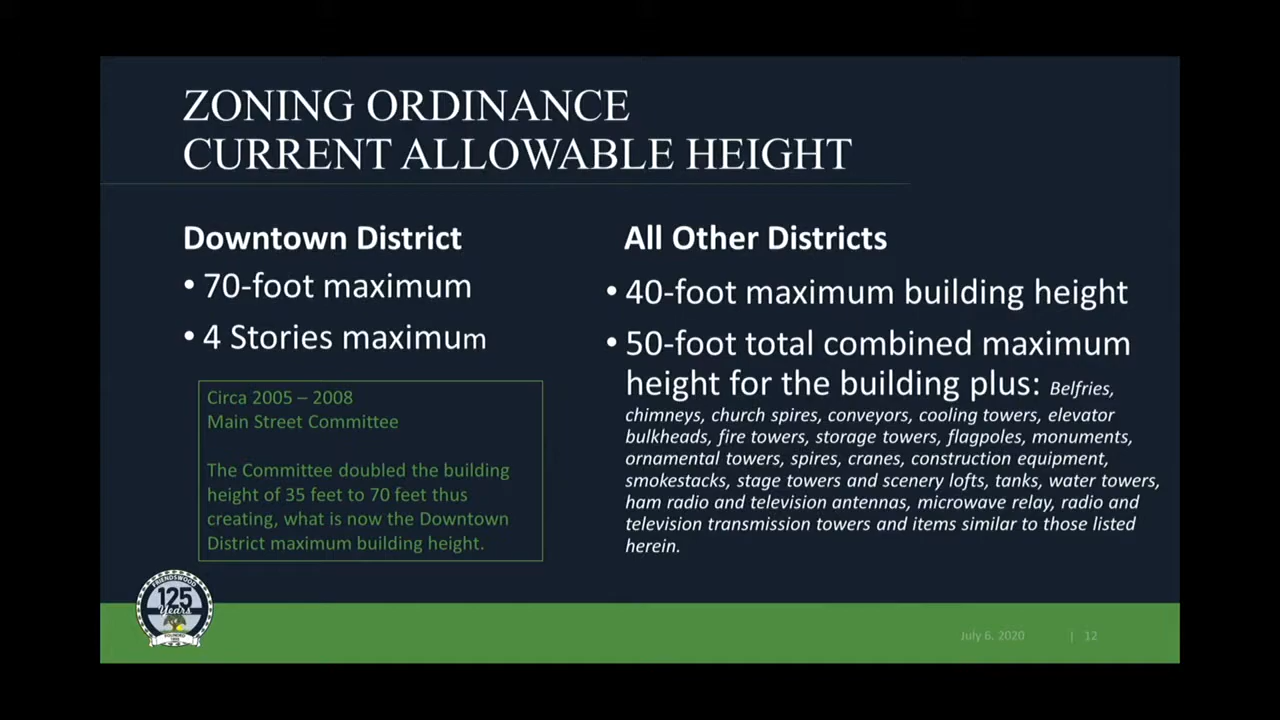 ZONING ORDINANCE
CURRENT ALLOWABLE HEIGHT
Downtown District
• 70-foot maximum
• 4 Stories maximum
Circa 2005 – 2008
Main Street Committee
The Committee doubled the building
height of 35 feet to 70 feet thus
creating, what is now the Downtown
District maximum building height.
All Other Districts
• 40-foot maximum building height
• 50-foot total combined maximum
height for the building plus: Belfries,
chimneys, church spires, conveyors, cooling towers, elevator
bulkheads, fire towers, storage towers, flagpoles, monuments,
ornamental towers, spires, cranes, construction equipment,
smokestacks, stage towers and scenery lofts, tanks, water towers,
ham radio and television antennas, microwave relay, radio and
television transmission towers and items similar to those listed
herein.
FRIENDSWOOD
125
Years
FOUNDED
1895
July 6, 2020 | 12